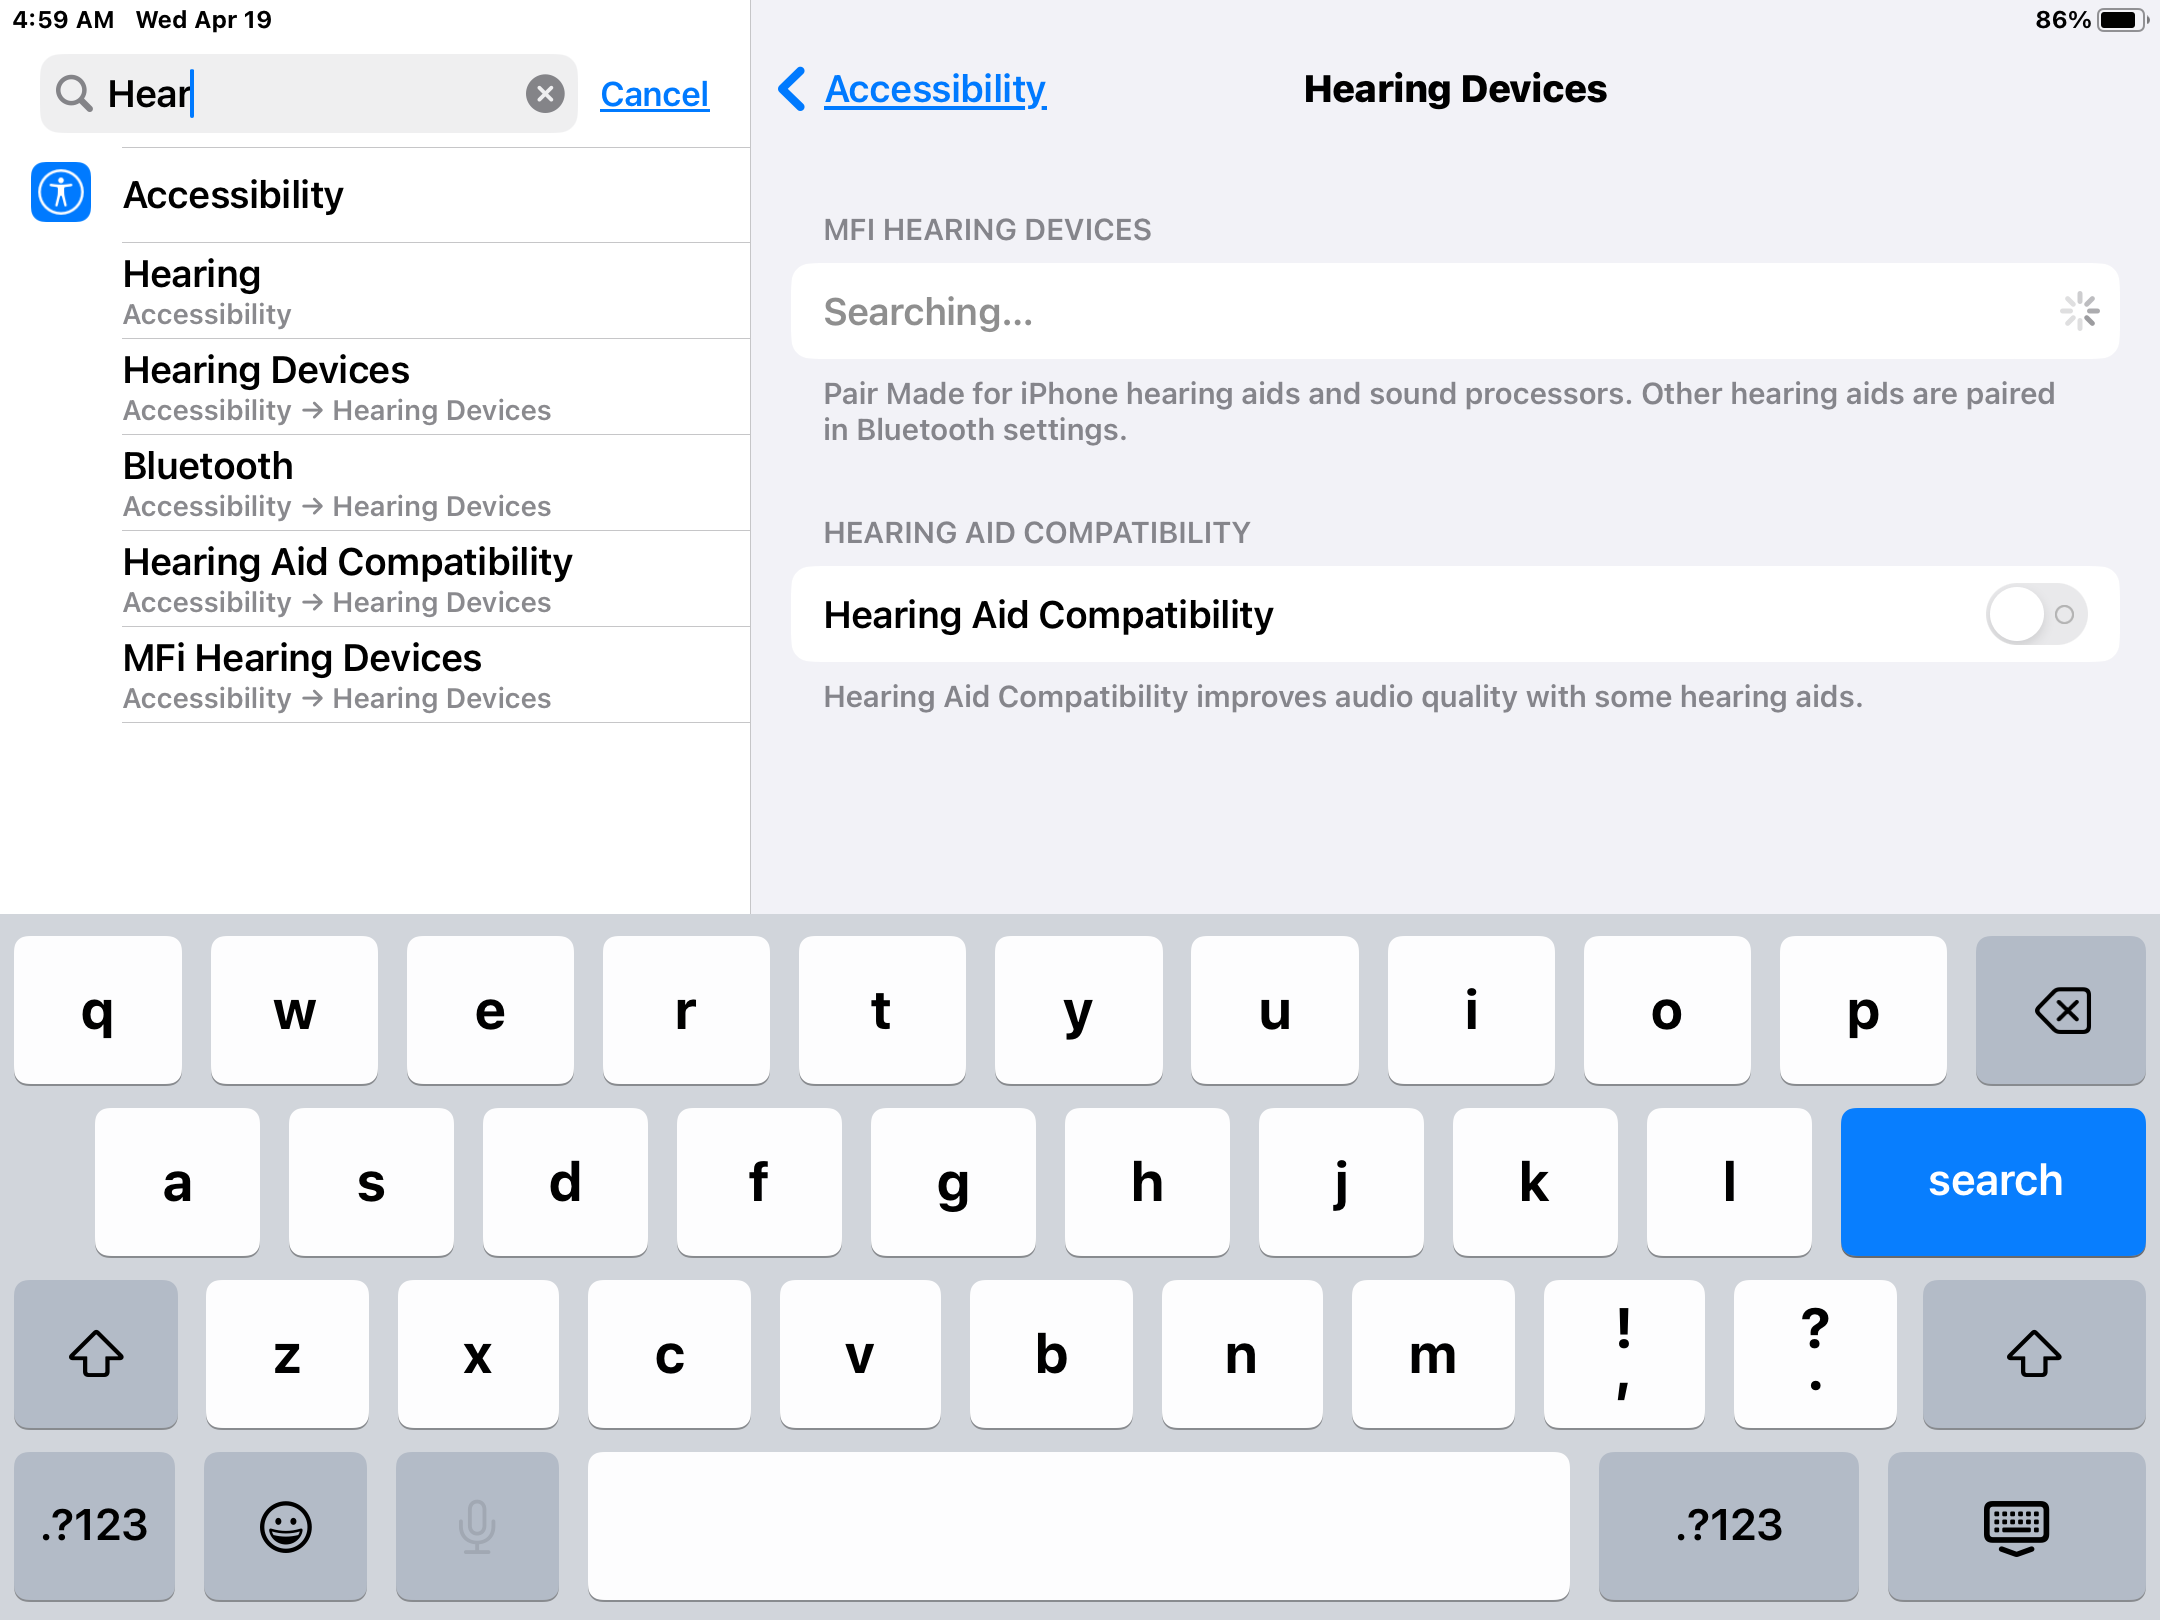 4:59 AM Wed Apr 19
86%
Hear
Cancel
Accessibility
Hearing
Accessibility
Hearing Devices
Accessibility → Hearing Devices
Bluetooth
Accessibility → Hearing Devices
Hearing Aid Compatibility
Accessibility → Hearing Devices
MFi Hearing Devices
Accessibility → Hearing Devices
Accessibility
Hearing Devices
MFI HEARING DEVICES
Searching...
Pair Made for iPhone hearing aids and sound processors. Other hearing aids are paired
in Bluetooth settings.
HEARING AID COMPATIBILITY
Hearing Aid Compatibility
Hearing Aid Compatibility improves audio quality with some hearing aids.
q w e r t y u i o p
a s d f g h j k l search
z x c v b n m ! , ? .
.?123 .?123